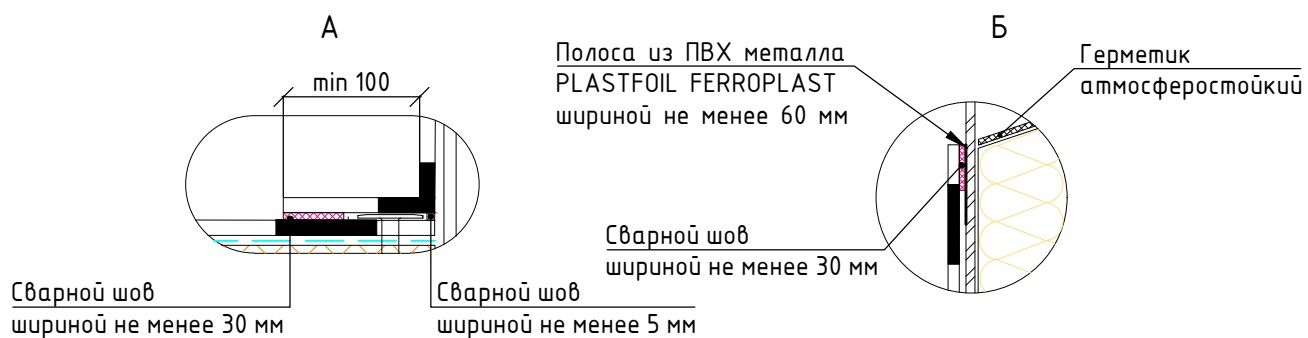 А
min 100
Сварной шов
шириной не менее 30 мм
Сварной шов
шириной не менее 5 мм
Б
Полоса из ПВХ металла
PLASTFOIL FERROPLAST
шириной не менее 60 мм
Герметик
атмосферостойкий
Сварной шов
шириной не менее 30 мм